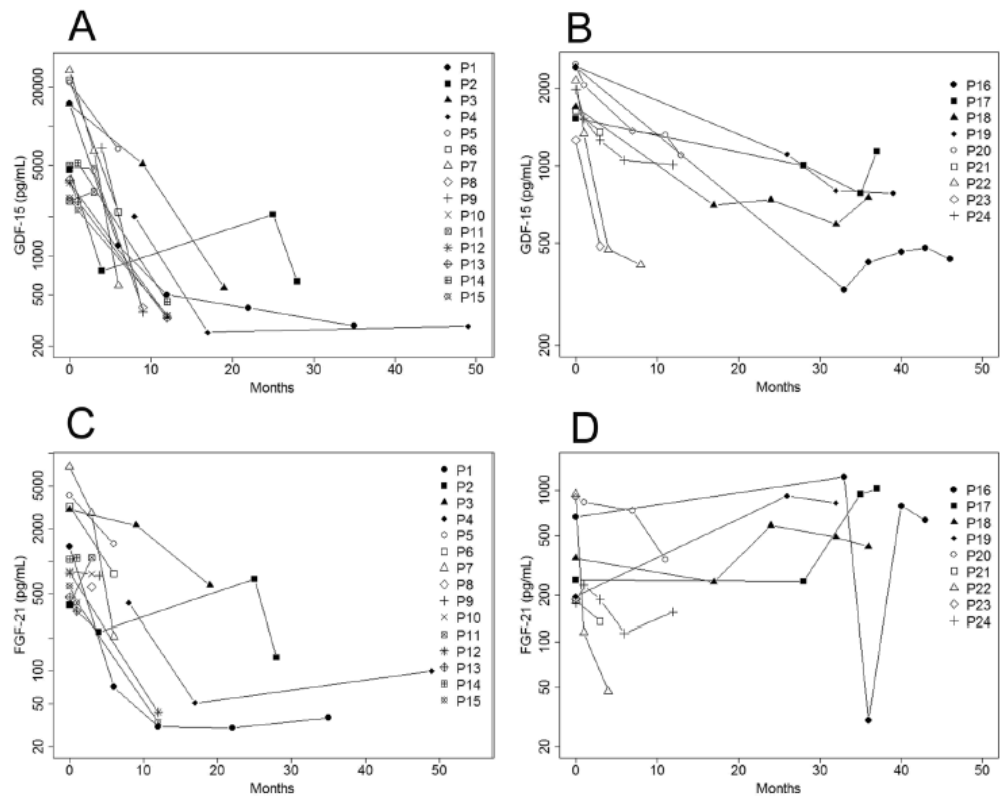 A
GDF-15 (pg/mL)
20000
5000
1000
500
200
0 10 20 30 40 50
Months
P1
P2
P3
P4
P5
P6
P7
P8
P9
P10
P11
P12
P13
P14
P15
B
GDF-15 (pg/mL)
2000
1000
500
200
0 10 20 30 40 50
Months
P16
P17
P18
P19
P20
P21
P22
P23
P24
C
FGF-21 (pg/mL)
5000
2000
500
100
50
20
0 10 20 30 40 50
Months
P1
P2
P3
P4
P5
P6
P7
P8
P9
P10
P11
P12
P13
P14
P15
D
FGF-21 (pg/mL)
1000
500
200
100
50
20
0 10 20 30 40 50
Months
P16
P17
P18
P19
P20
P21
P22
P23
P24